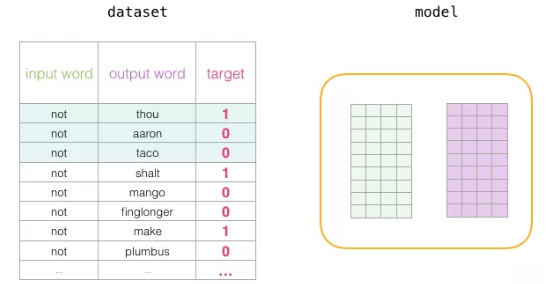 dataset model
input word output word target
not thou 1
not aaron 0
not taco 0
not shalt 1
not mango 0
not finglonger 0
not make 1
not plumbus 0
... ... ...